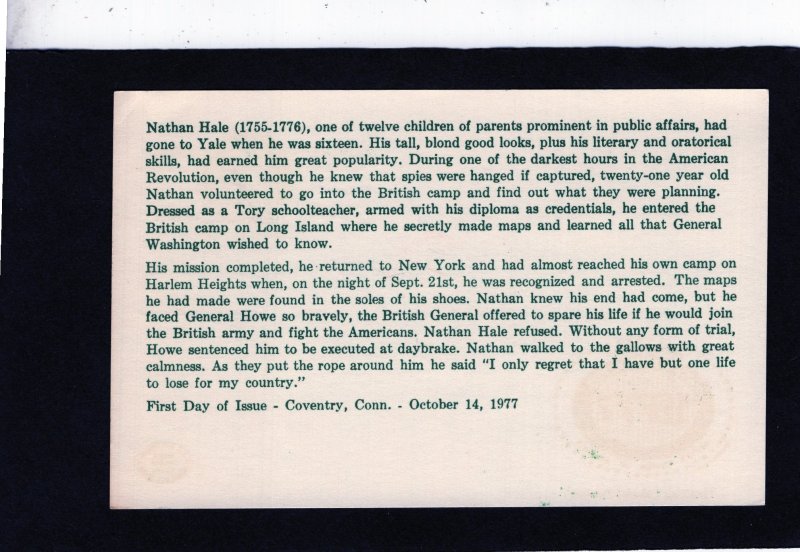 Nathan Hale (1755-1776), one of twelve children of parents prominent in public affairs, had
gone to Yale when he was sixteen. His tall, blond good looks, plus his literary and oratorical
skills, had earned him great popularity. During one of the darkest hours in the American
Revolution, even though he knew that spies were hanged if captured, twenty-one year old
Nathan volunteered to go into the British camp and find out what they were planning.
Dressed as a Tory schoolteacher, armed with his diploma as credentials, he entered the
British camp on Long Island where he secretly made maps and learned all that General
Washington wished to know.
His mission completed, he returned to New York and had almost reached his own camp on
Harlem Heights when, on the night of Sept. 21st, he was recognized and arrested. The maps
he had made were found in the soles of his shoes. Nathan knew his end had come, but he
faced General Howe so bravely, the British General offered to spare his life if he would join
the British army and fight the Americans. Nathan Hale refused. Without any form of trial,
Howe sentenced him to be executed at daybrake. Nathan walked to the gallows with great
calmness. As they put the rope around him he said “I only regret that I have but one life
to lose for my country.”
First Day of Issue - Coventry, Conn. - October 14, 1977